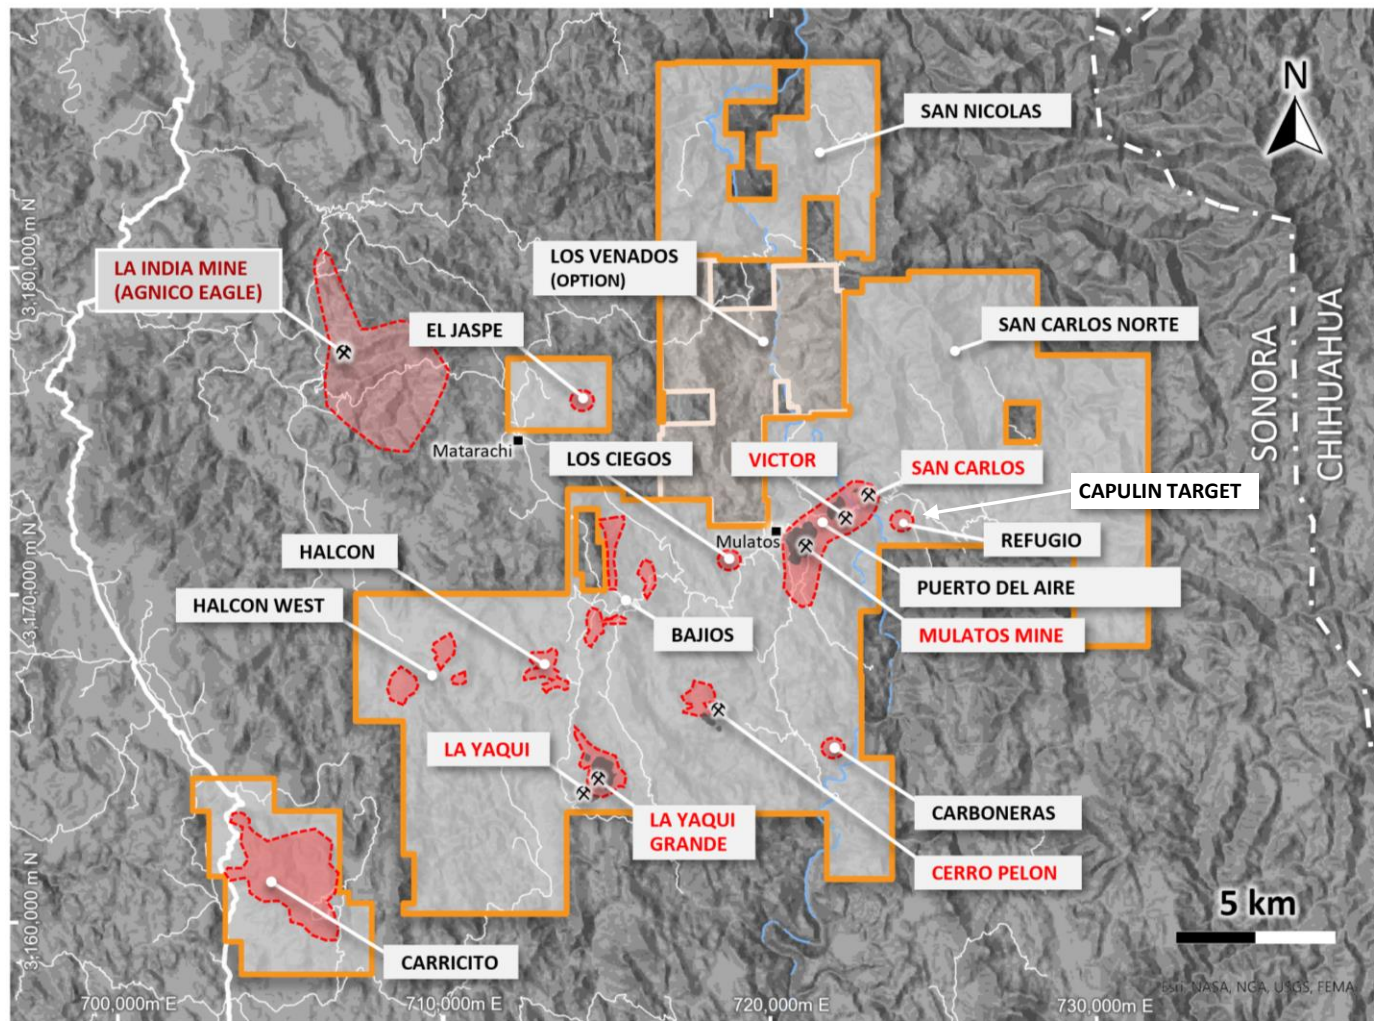 N
SAN NICOLAS
LOS VENADOS
(OPTION)
3,180,000 m N
LA INDIA MINE
(AGNICO EAGLE)
EL JASPE
SAN CARLOS NORTE
SONORA
CHIHUAHUA
Matarachi
LOS CIEGOS
VICTOR
SAN CARLOS
CAPULIN TARGET
Mulatos
REFUGIO
HALCON
PUERTO DEL AIRE
HALCON WEST
3,170,000 m N
BAJIOS
MULATOS MINE
LA YAQUI
LA YAQUI
GRANDE
CARBONERAS
CERRO PELON
3,160,000 m N
5 km
CARRICITO
Esri, NASA, NGA, USGS, FEMA
700,000m E
710,000m E
720,000m E
730,000m E